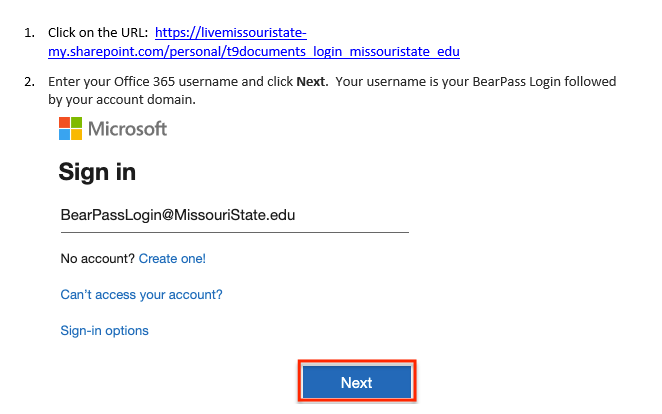 1. Click on the URL: https://livemissouristate-
my.sharepoint.com/personal/t9documents_login_missouristate_edu
2. Enter your Office 365 username and click Next. Your username is your BearPass Login followed
by your account domain.
Microsoft
Sign in
BearPassLogin@MissouriState.edu
No account? Create one!
Can't access your account?
Sign-in options
Next